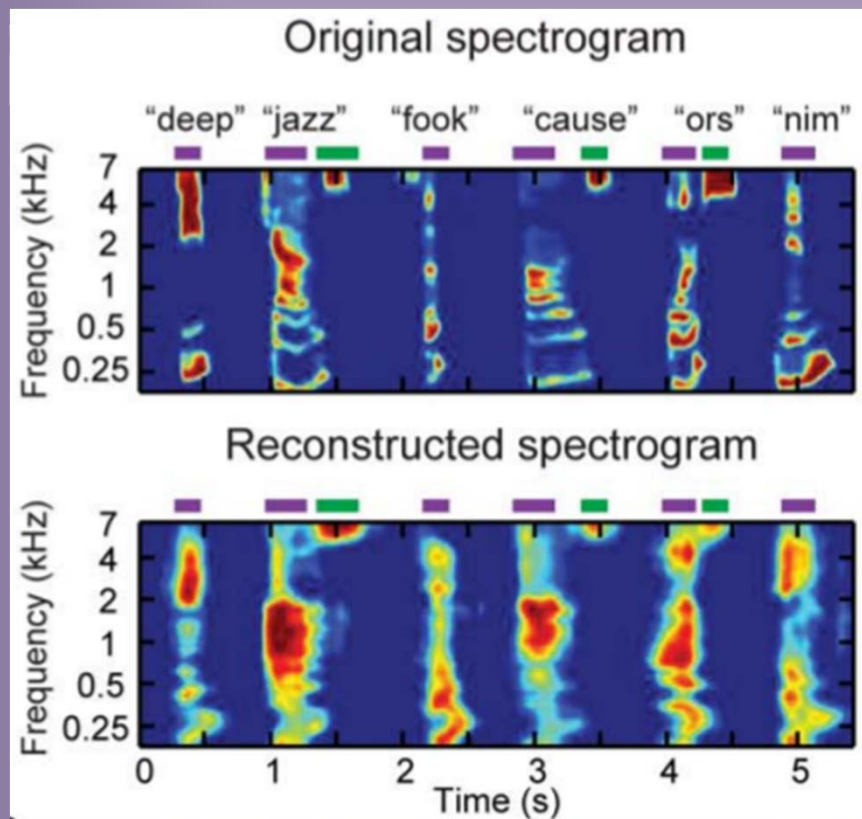 Original spectrogram
“deep” “jazz” “fook” “cause” “ors” “nim”
Frequency (kHz)
7
4
2
1
0.5
0.25
Reconstructed spectrogram
Frequency (kHz)
7
4
2
1
0.5
0.25
0 1 2 3 4 5
Time (s)